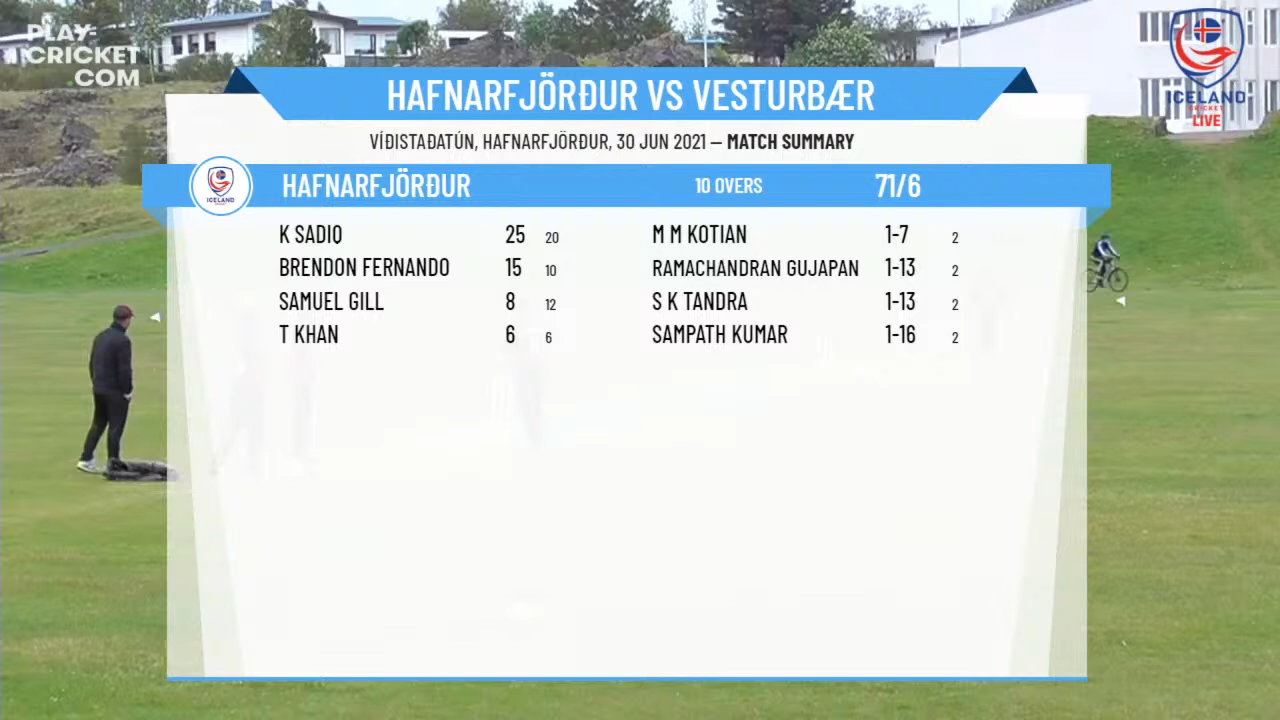 PLAY-
CRICKET
.COM
ICELAND
CRICKET
LIVE
HAFNARFJÖRÐUR VS VESTURBÆR
VÍÐISTAÐATÚN, HAFNARFJÖRÐUR, 30 JUN 2021 – MATCH SUMMARY
ICELAND
HAFNARFJÖRÐUR 10 OVERS 71/6
K SADIQ 25 20 M M KOTIAN 1-7 2
BRENDON FERNANDO 15 10 RAMACHANDRAN GUJAPAN 1-13 2
SAMUEL GILL 8 12 S K TANDRA 1-13 2
T KHAN 6 6 SAMPATH KUMAR 1-16 2